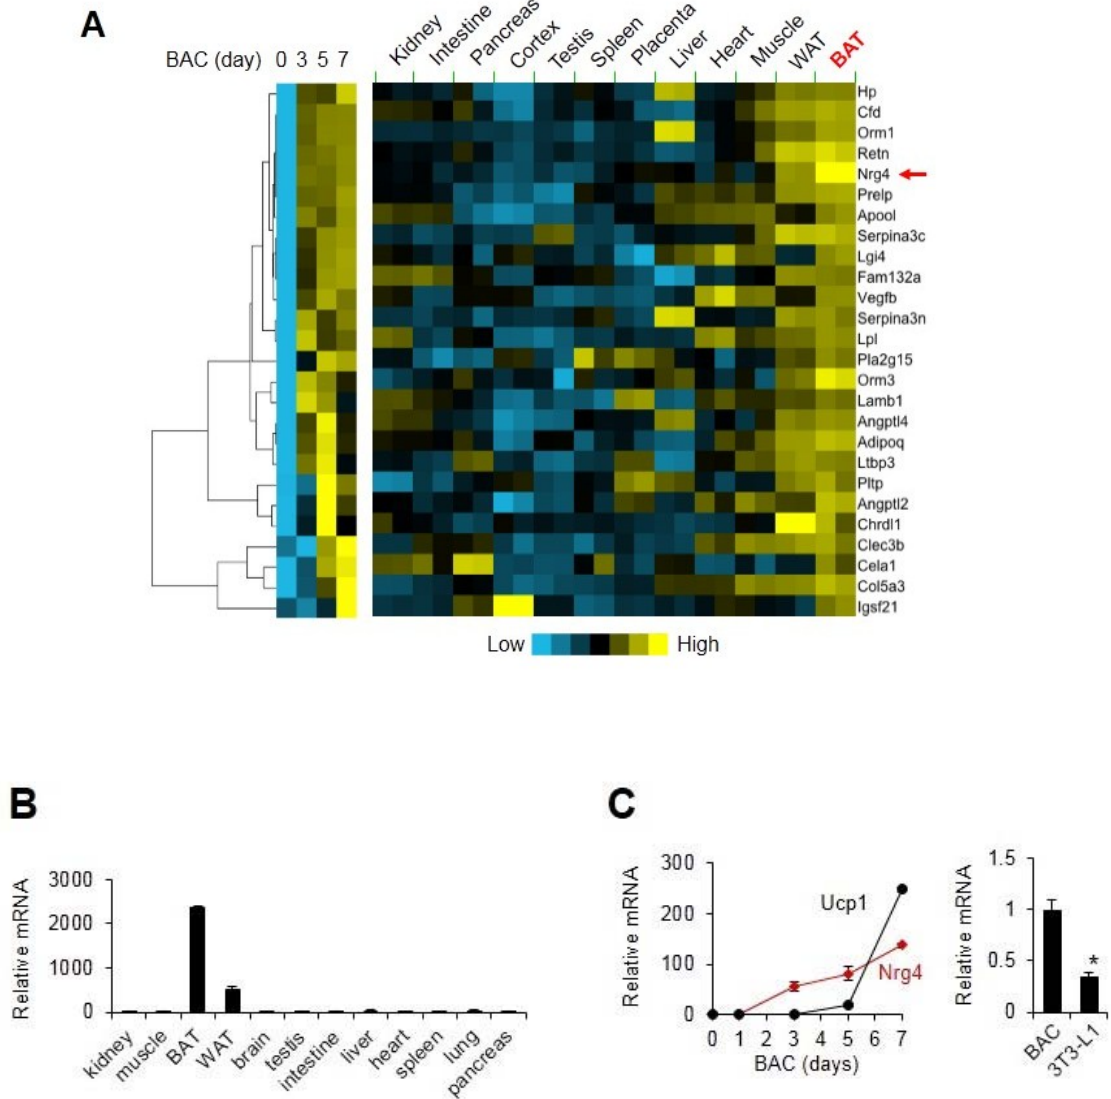 A
BAC (day) 0 3 5 7
Kidney
Intestine
Pancreas
Cortex
Testis
Spleen
Placenta
Liver
Heart
Muscle
WAT
BAT
Hp
Cfd
Orm1
Retn
Nrg4
Prelp
Apool
Serpina3c
Lgi4
Fam132a
Vegfb
Serpina3n
Lpl
Pla2g15
Orm3
Lamb1
Angptl4
Adipoq
Ltbp3
Pltp
Angptl2
Chrdl1
Clec3b
Cela1
Col5a3
Igsf21
Low High
B
Relative mRNA
3000
2000
1000
0
kidney
muscle
BAT
WAT
brain
testis
intestine
liver
heart
spleen
lung
pancreas
C
Relative mRNA
300
200
100
0
Ucp1
Nrg4
0 1 2 3 4 5 6 7
BAC (days)
Relative mRNA
1.5
1
0.5
0
*
BAC
3T3-L1